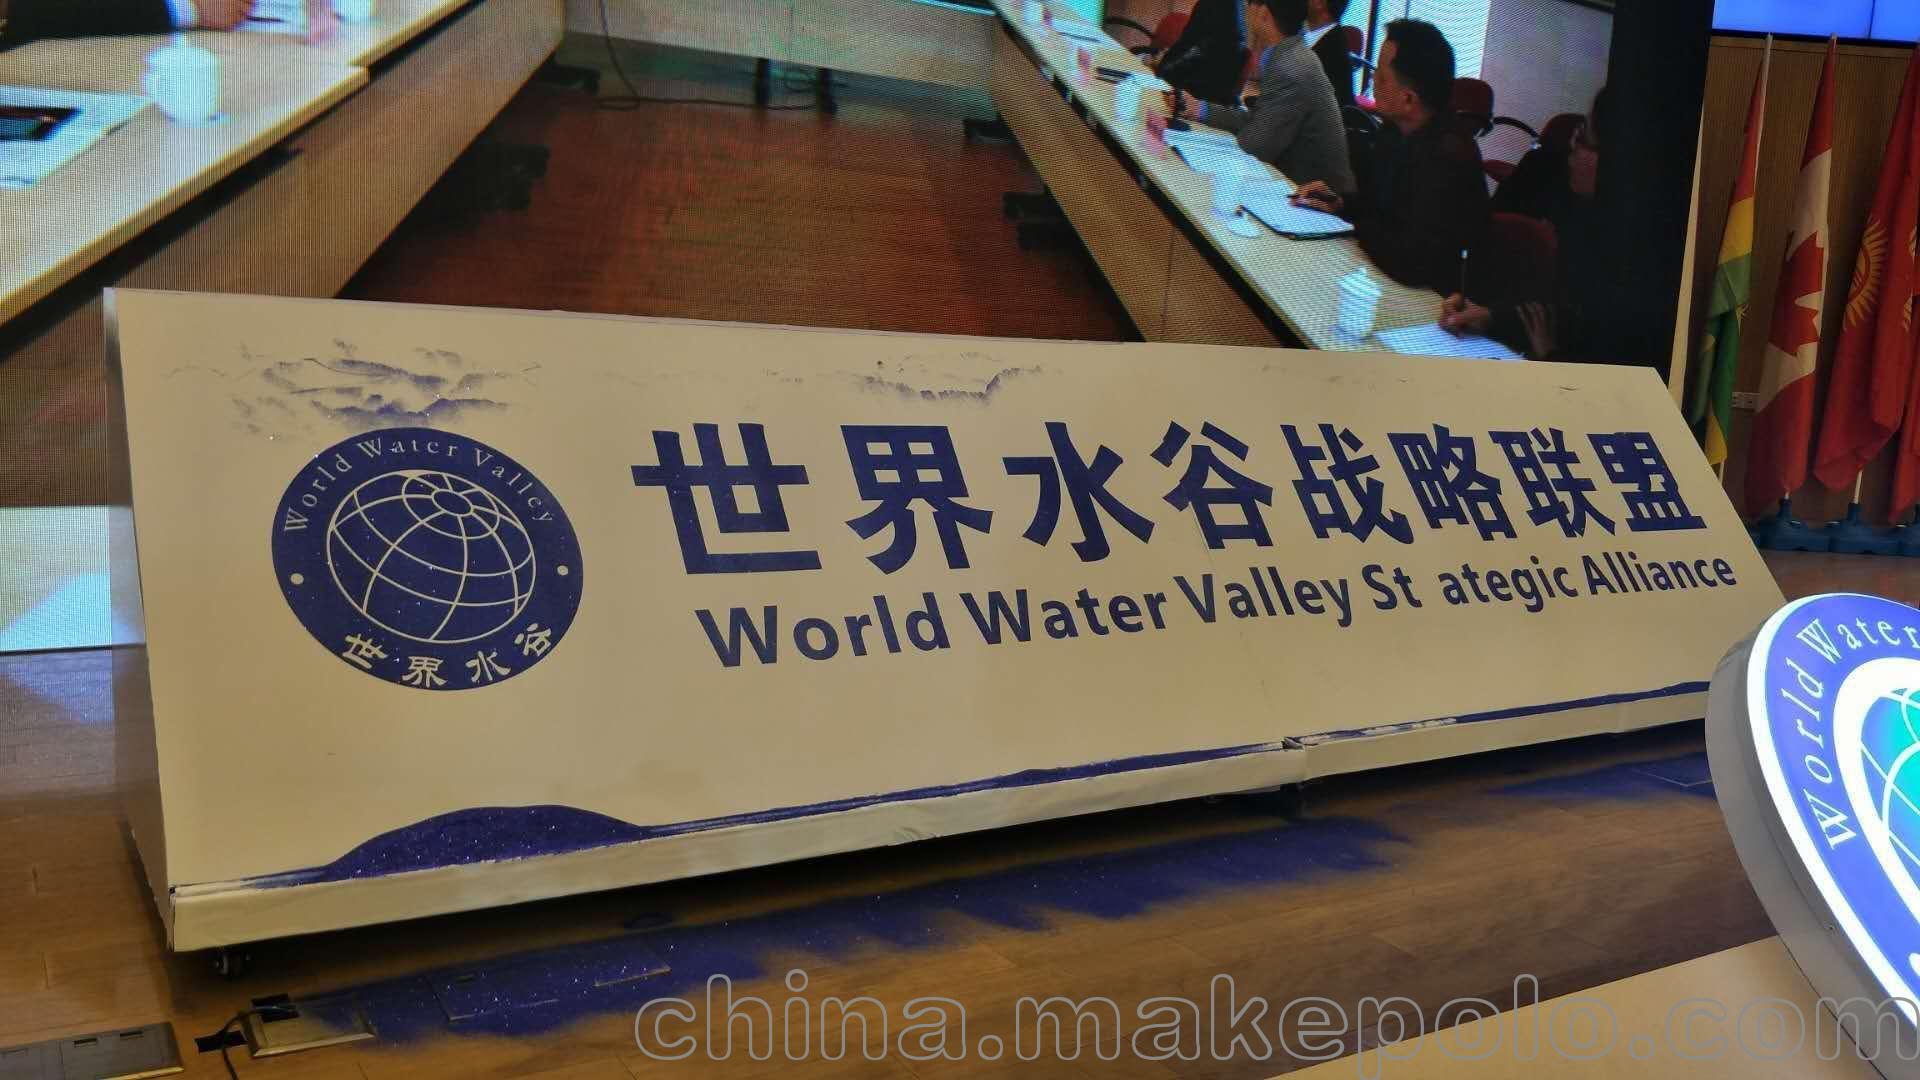 World Water Valley
世界水谷
世界水谷战略联盟
World Water Valley St ategic Alliance
World Water
china.makepolo.com